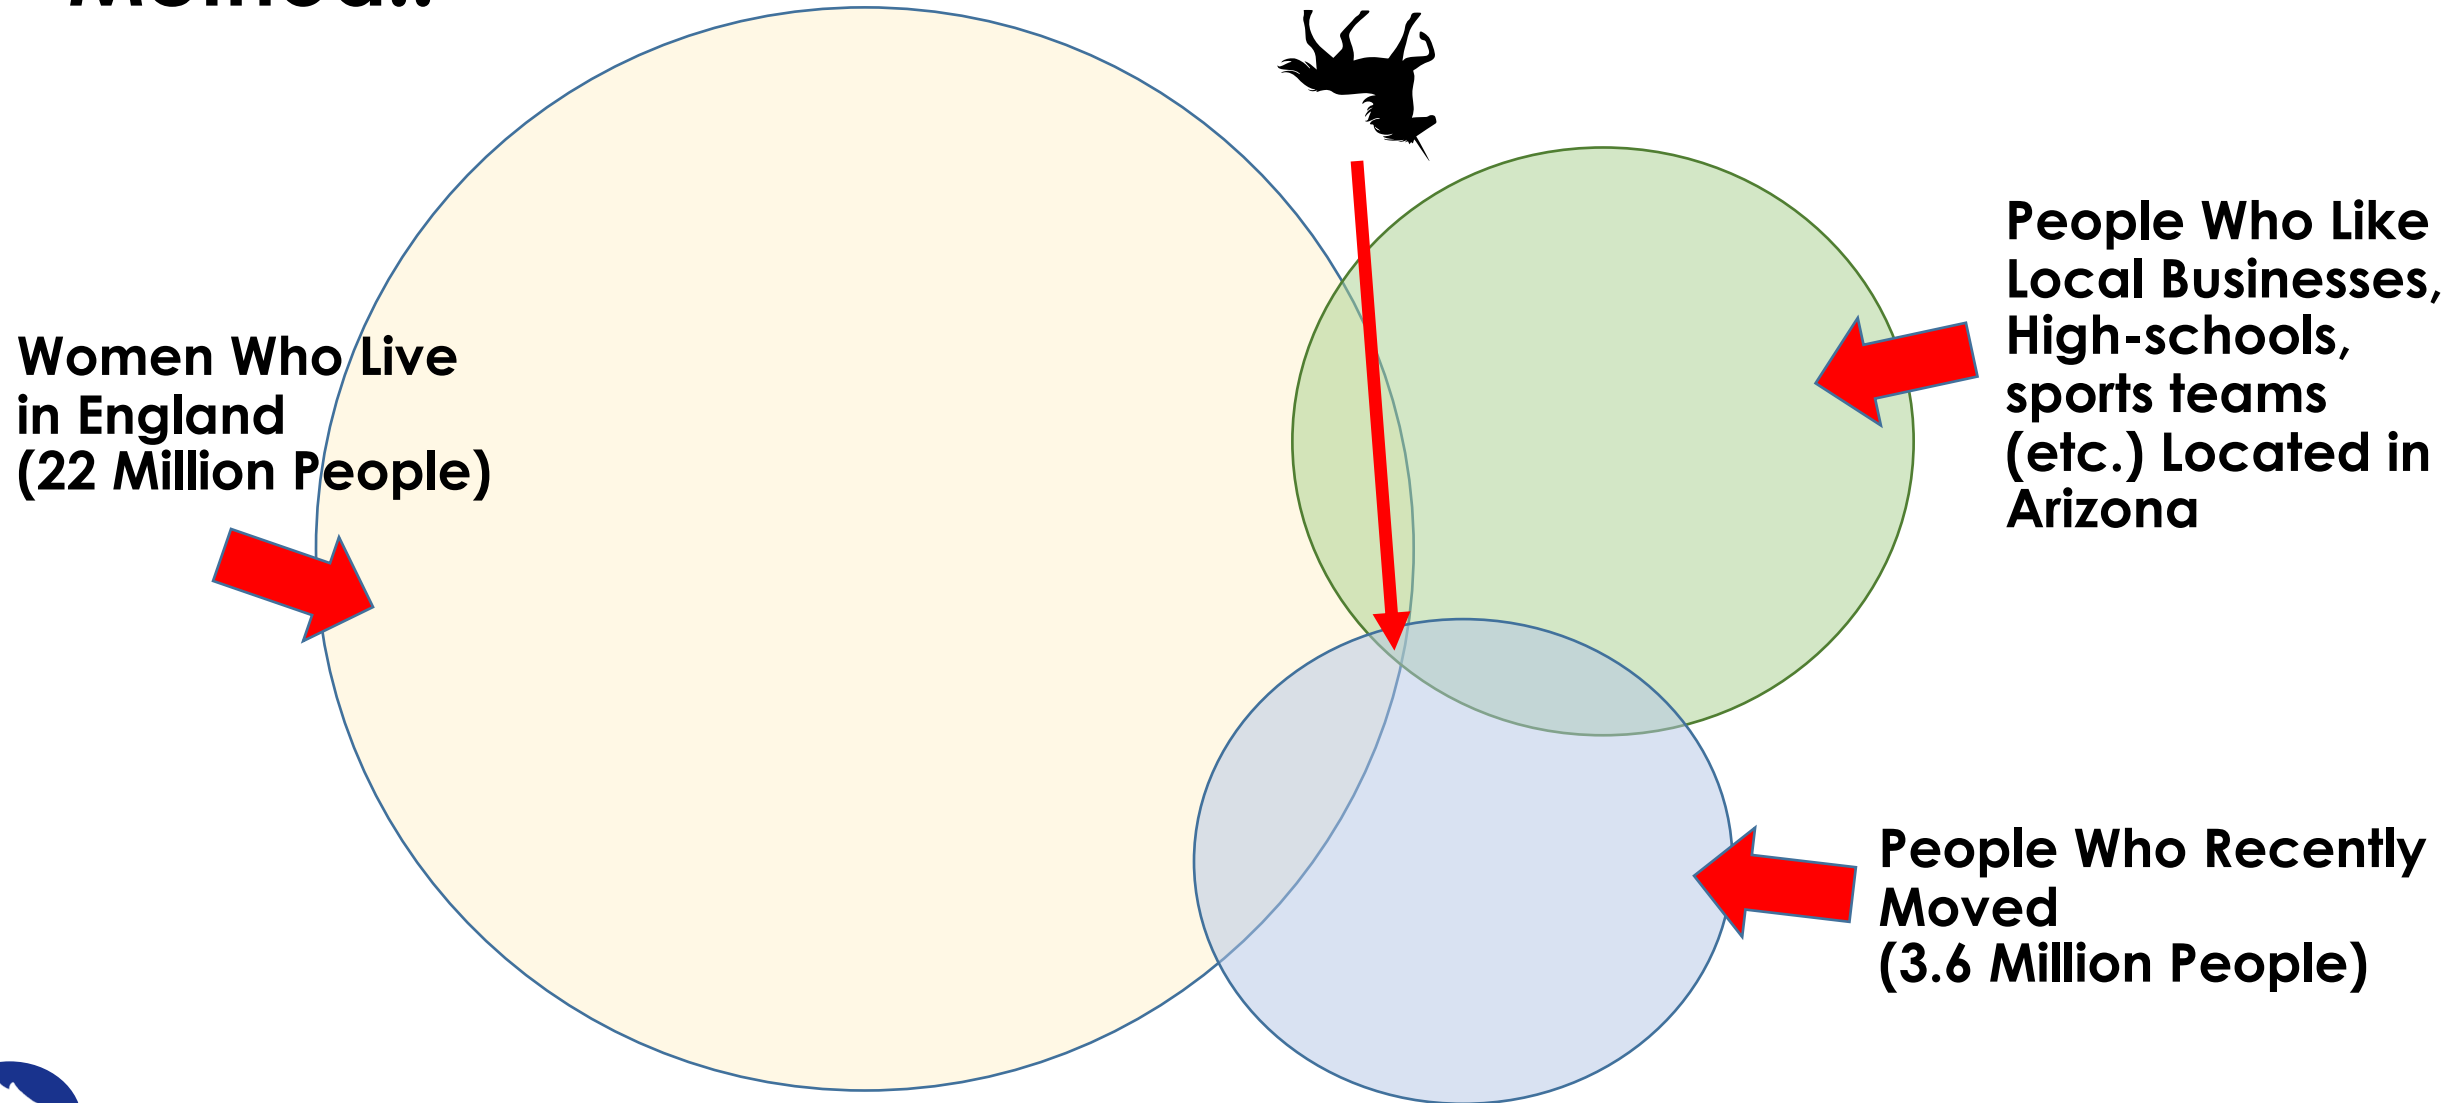 Women Who Live
in England
(22 Million People)
People Who Like
Local Businesses,
High-schools,
sports teams
(etc.) Located in
Arizona
People Who Recently
Moved
(3.6 Million People)